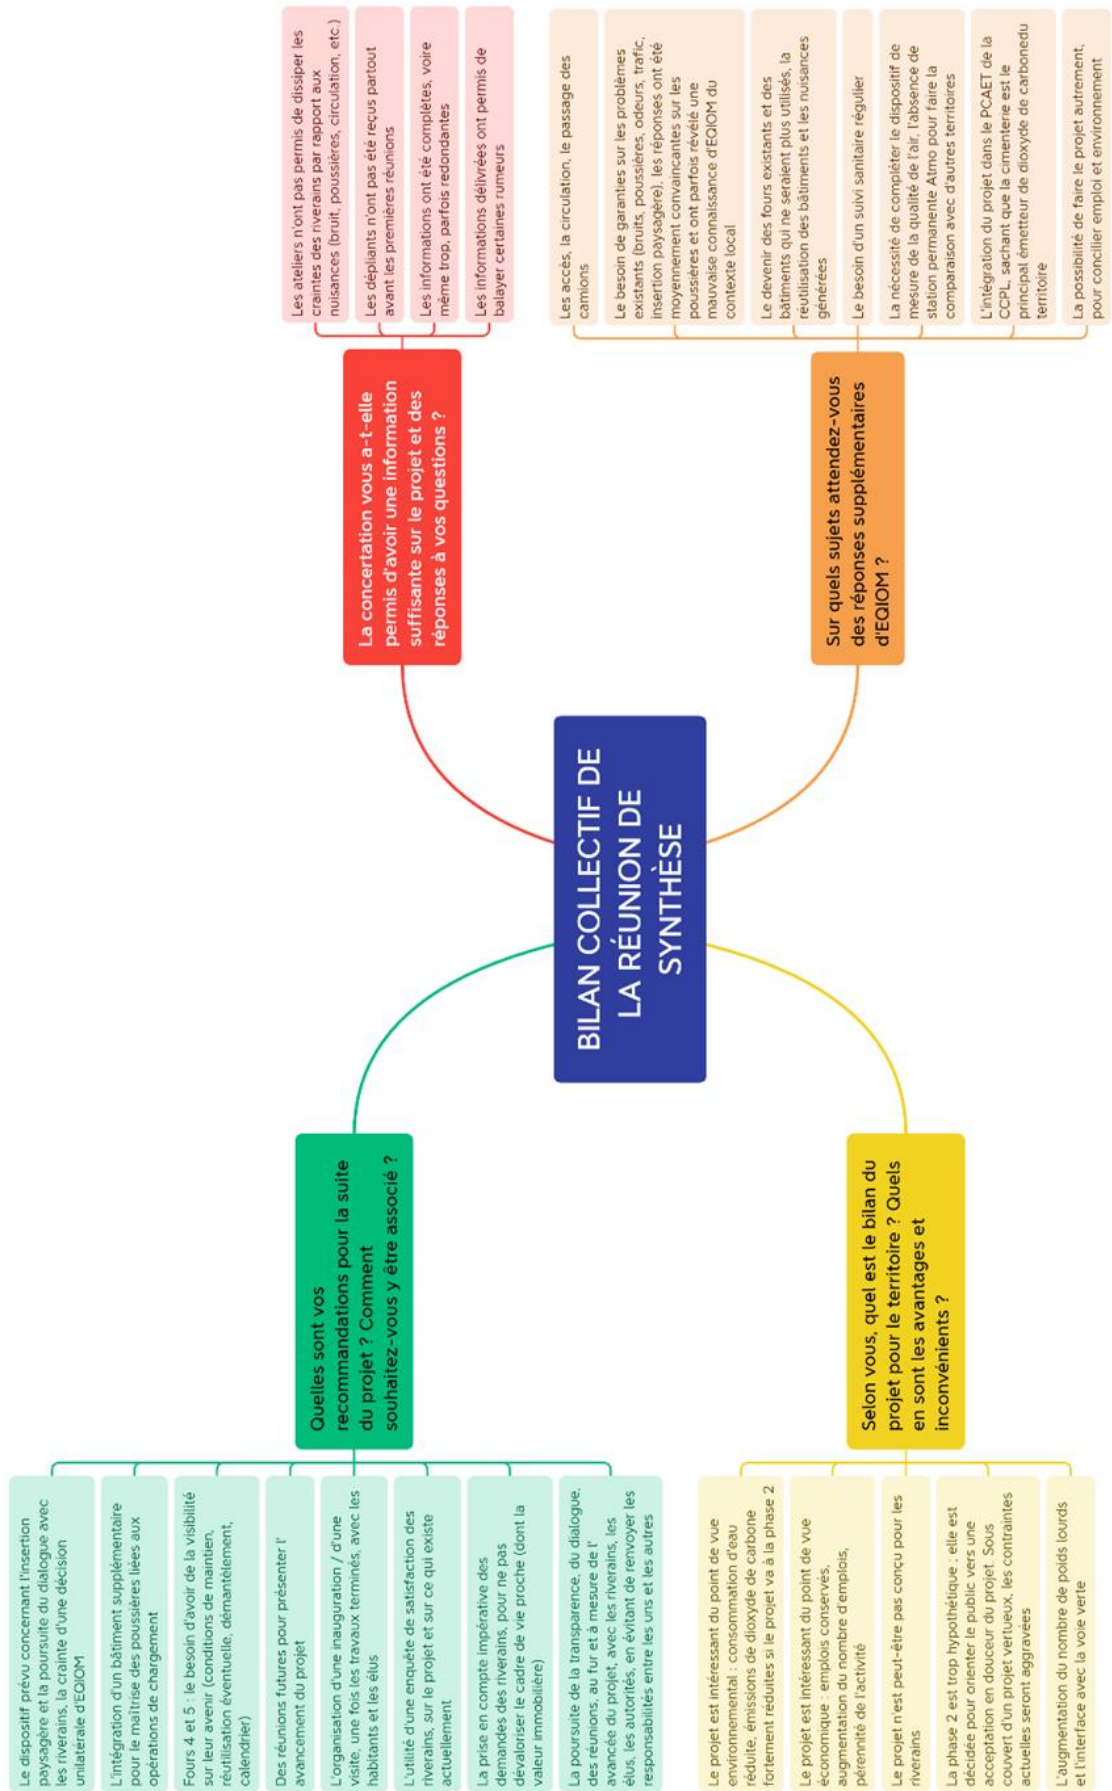 BILAN COLLECTIF DE
LA RÉUNION DE
SYNTHÈSE
La concertation vous a-t-elle
permis d'avoir une information
suffisante sur le projet et des
réponses à vos questions ?
Les ateliers n'ont pas permis de dissiper les
craintes des riverains par rapport aux
nuisances (bruit, poussières, circulation, etc.)
Les dépliants n'ont pas été reçus partout
avant les premières réunions
Les informations ont été complètes, voire
même trop, parfois redondantes
Les informations délivrées ont permis de
balayer certaines rumeurs
Sur quels sujets attendez-vous
des réponses supplémentaires
d'EQIOM ?
Les accès, la circulation, le passage des
camions
Le besoin de garanties sur les problèmes
existants (bruits, poussières, odeurs, trafic,
insertion paysagère), les réponses ont été
moyennement convaincantes sur les
poussières et ont parfois révélé une
mauvaise connaissance d'EQIOM du
contexte local
Le devenir des fours existants et des
bâtiments qui ne seraient plus utilisés, la
réutilisation des bâtiments et les nuisances
générées
Le besoin d'un suivi sanitaire régulier
La nécessité de compléter le dispositif de
mesure de la qualité de l'air, l'absence de
station permanente Atmo pour faire la
comparaison avec d'autres territoires
L'intégration du projet dans le PCAET de la
CCPL, sachant que la cimenterie est le
principal émetteur de dioxyde de carbonedu
territoire
La possibilité de faire le projet autrement,
pour concilier emploi et environnement
Quelles sont vos
recommandations pour la suite
du projet ? Comment
souhaitez-vous y être associé ?
Le dispositif prévu concernant l'insertion
paysagère et la poursuite du dialogue avec
les riverains, la crainte d'une décision
unilatérale d'EQIOM
L'intégration d'un bâtiment supplémentaire
pour le maîtrise des poussières liées aux
opérations de chargement
Fours 4 et 5 : le besoin d'avoir de la visibilité
sur leur avenir (conditions de maintien,
réutilisation éventuelle, démantèlement,
calendrier)
Des réunions futures pour présenter l'
avancement du projet
L'organisation d'une inauguration / d'une
visite, une fois les travaux terminés, avec les
habitants et les élus
L'utilité d'une enquête de satisfaction des
riverains, sur le projet et sur ce qui existe
actuellement
La prise en compte impérative des
demandes des riverains, pour ne pas
dévaloriser le cadre de vie proche (dont la
valeur immobilière)
La poursuite de la transparence, du dialogue,
des réunions, au fur et à mesure de l'
avancée du projet, avec les riverains, les
élus, les autorités, en évitant de renvoyer les
responsabilités entre les uns et les autres
Selon vous, quel est le bilan du
projet pour le territoire ? Quels
en sont les avantages et
inconvénients ?
Le projet est intéressant du point de vue
environnemental : consommation d'eau
réduite, émissions de dioxyde de carbone
fortement réduites si le projet va à la phase 2
Le projet est intéressant du point de vue
économique : emplois conservés,
augmentation du nombre d'emplois,
pérennité de l'activité
Le projet n'est peut-être pas conçu pour les
riverains
La phase 2 est trop hypothétique : elle est
décidée pour orienter le public vers une
acceptation en douceur du projet. Sous
couvert d'un projet vertueux, les contraintes
actuelles seront aggravées
L'augmentation du nombre de poids lourds
et l'interface avec la voie verte